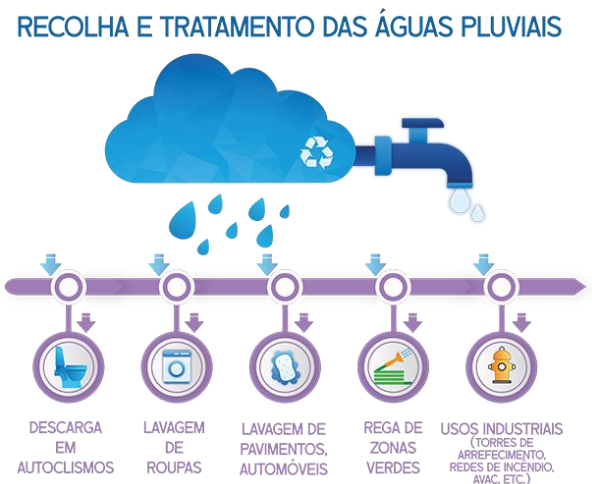 RECOLHA E TRATAMENTO DAS ÁGUAS PLUVIAIS
DESCARGA
EM
AUTOCLISMOS
LAVAGEM
DE
ROUPAS
LAVAGEM DE
PAVIMENTOS,
AUTOMÓVEIS
REGA DE
ZONAS
VERDES
USOS INDUSTRIAIS
(TORRES DE
ARREFECIMENTO,
REDES DE INCÊNDIO,
AVAC, ETC.)